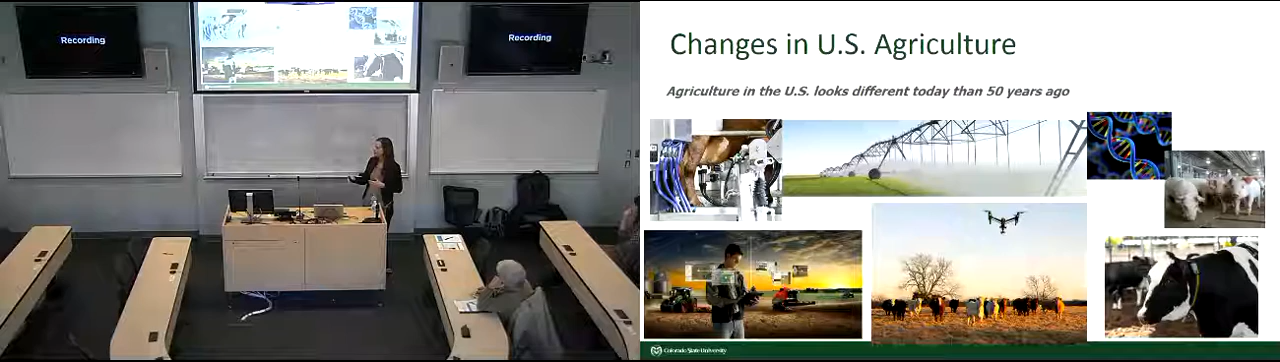 Recording
Recording
Changes in U.S. Agriculture
Agriculture in the U.S. looks different today than 50 years ago
Colorado State University